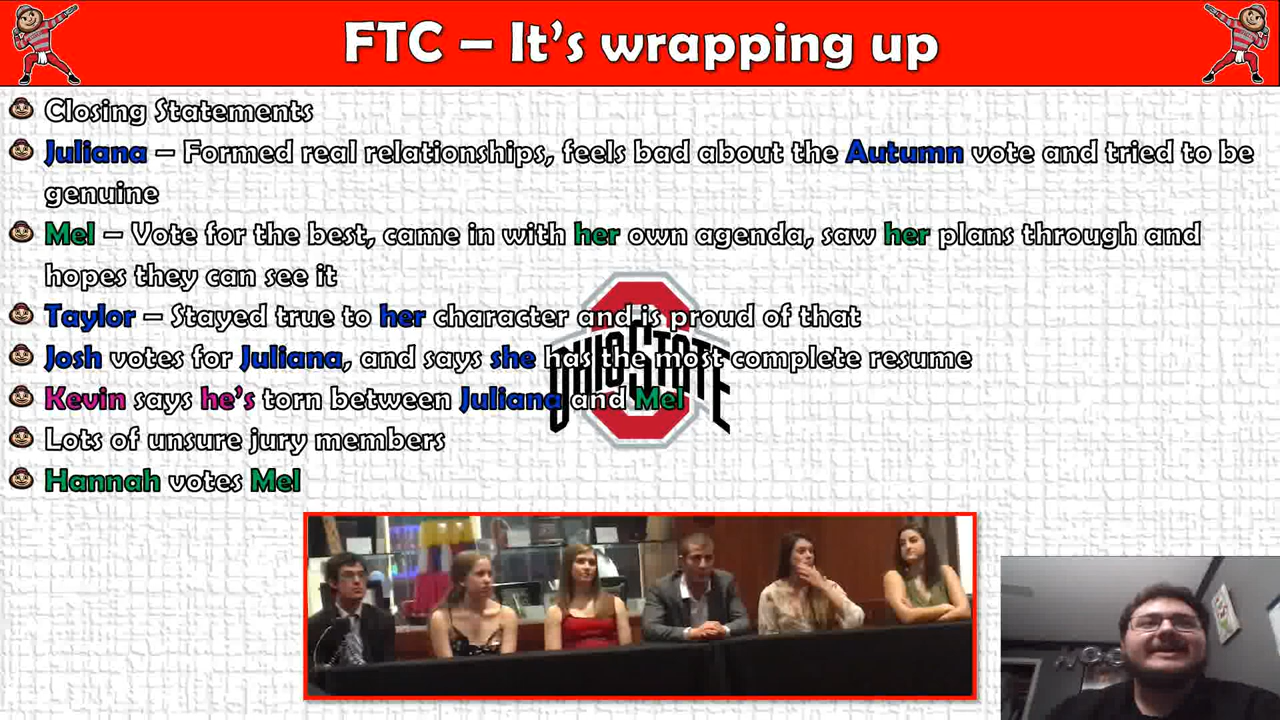 FTC – It's wrapping up
Closing Statements
Juliana – Formed real relationships, feels bad about the Autumn vote and tried to be
genuine
Mel – Vote for the best, came in with her own agenda, saw her plans through and
hopes they can see it
Taylor – Stayed true to her character and is proud of that
Josh votes for Juliana, and says she has the most complete resume
Kevin says he's torn between Juliana and Mel
Lots of unsure jury members
Hannah votes Mel
OHIO STATE